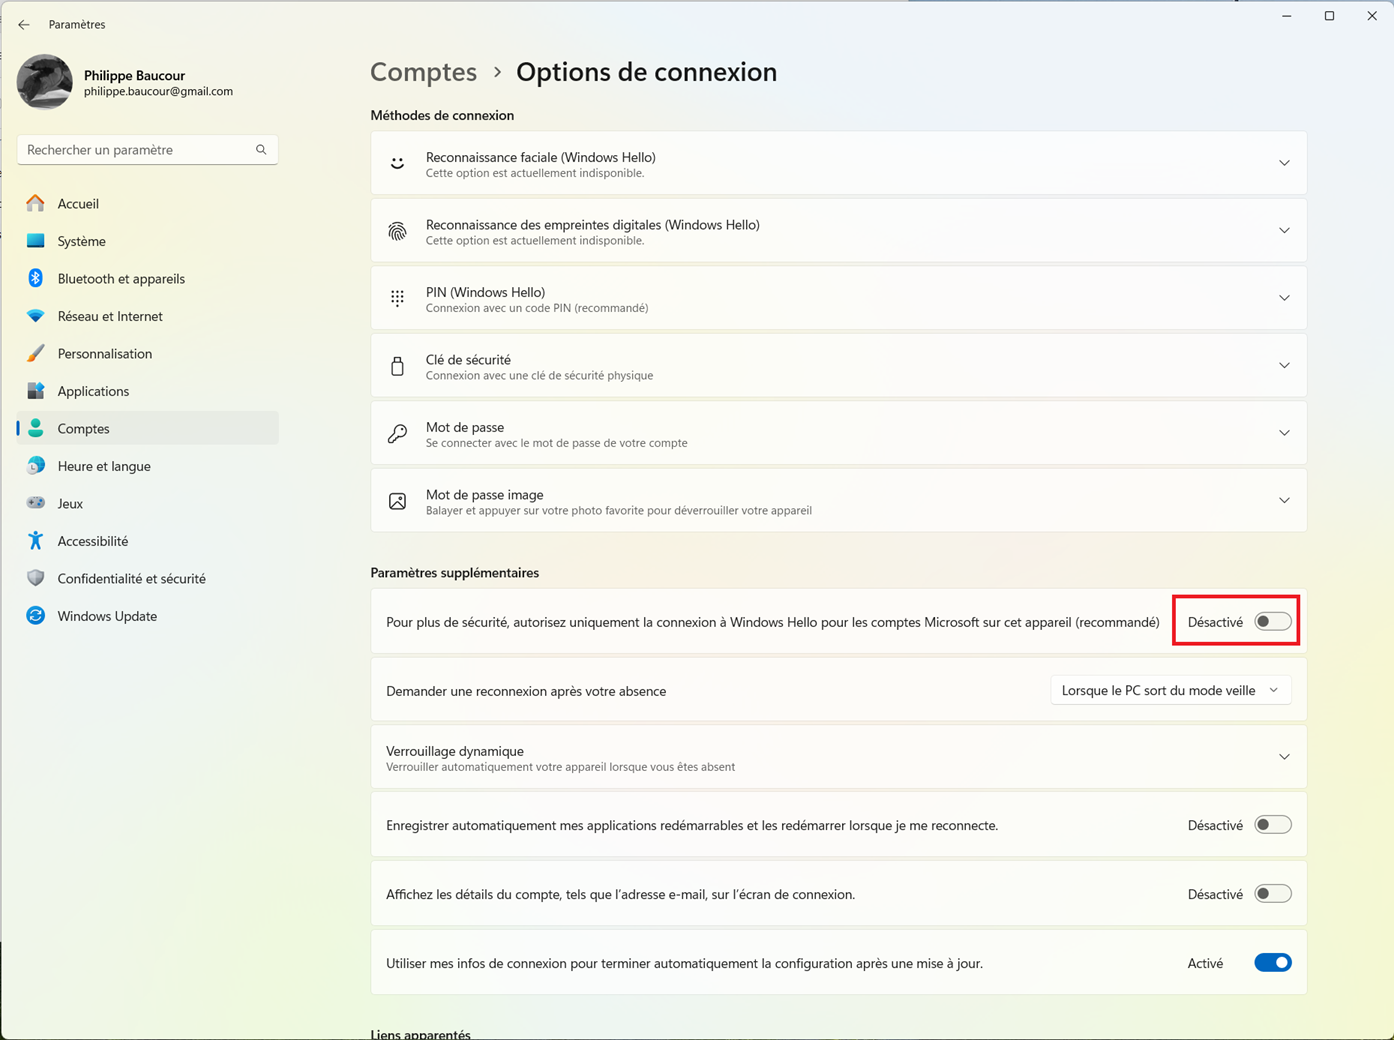 Paramètres
Philippe Baucour
philippe.baucour@gmail.com
Rechercher un paramètre
Accueil
Système
Bluetooth et appareils
Réseau et Internet
Personnalisation
Applications
Comptes
Heure et langue
Jeux
Accessibilité
Confidentialité et sécurité
Windows Update
Comptes › Options de connexion
Méthodes de connexion
Reconnaissance faciale (Windows Hello)
Cette option est actuellement indisponible.
Reconnaissance des empreintes digitales (Windows Hello)
Cette option est actuellement indisponible.
PIN (Windows Hello)
Connexion avec un code PIN (recommandé)
Clé de sécurité
Connexion avec une clé de sécurité physique
Mot de passe
Se connecter avec le mot de passe de votre compte
Mot de passe image
Balayer et appuyer sur votre photo favorite pour déverrouiller votre appareil
Paramètres supplémentaires
Pour plus de sécurité, autorisez uniquement la connexion à Windows Hello pour les comptes Microsoft sur cet appareil (recommandé) Désactivé
Demander une reconnexion après votre absence Lorsque le PC sort du mode veille
Verrouillage dynamique
Verrouiller automatiquement votre appareil lorsque vous êtes absent
Enregistrer automatiquement mes applications redémarrables et les redémarrer lorsque je me reconnecte. Désactivé
Affichez les détails du compte, tels que l'adresse e-mail, sur l'écran de connexion. Désactivé
Utiliser mes infos de connexion pour terminer automatiquement la configuration après une mise à jour. Activé
Liens apparentés